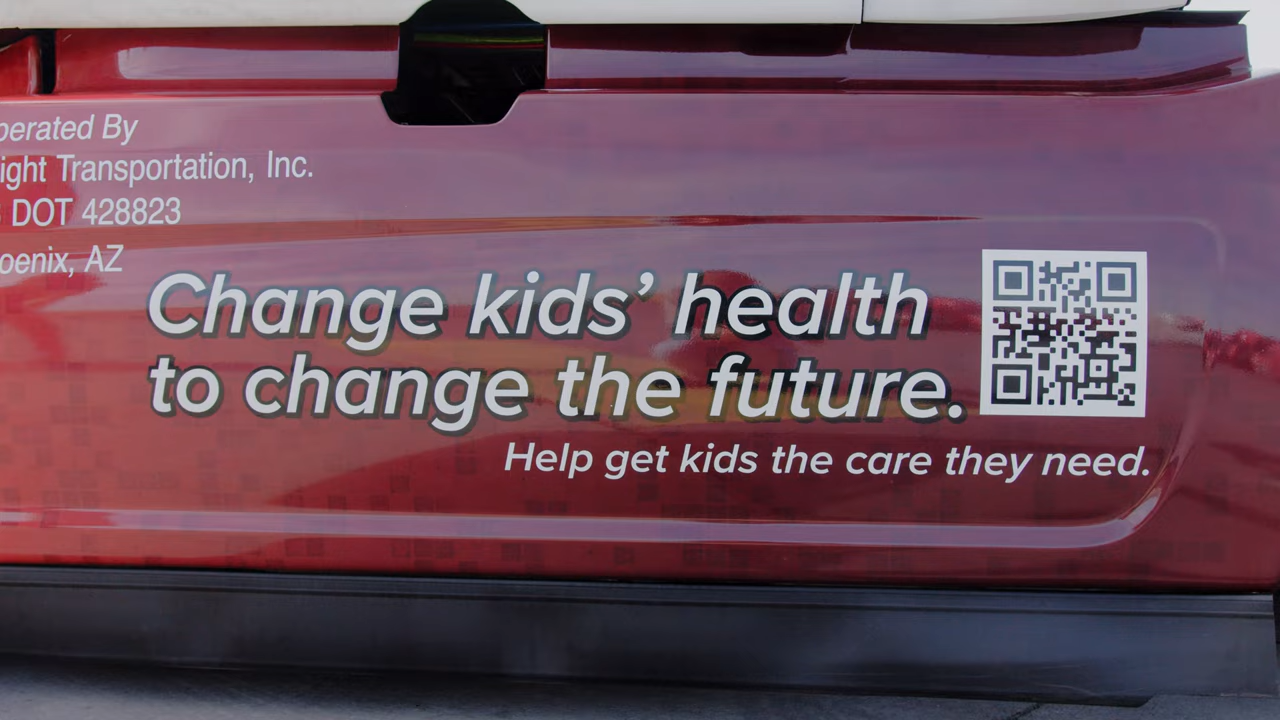 perated By
ight Transportation, Inc.
DOT 428823
oenix, AZ
Change kids’ health
to change the future.
Help get kids the care they need.